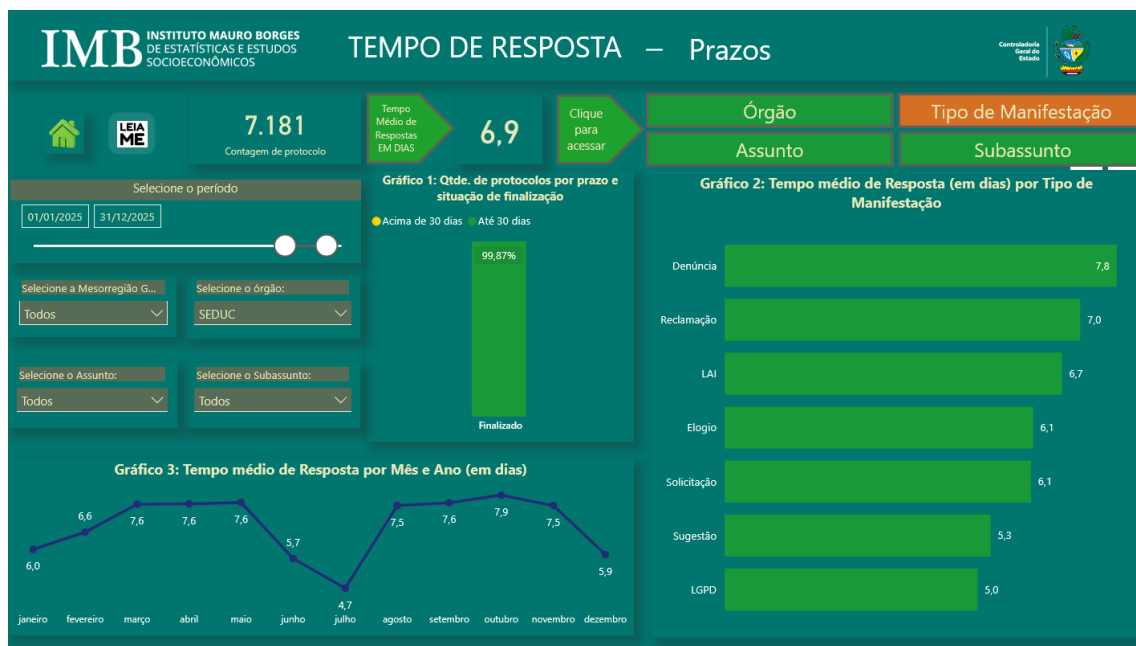 IMB INSTITUTO MAURO BORGES
DE ESTATÍSTICAS E ESTUDOS
SOCIOECONÔMICOS
TEMPO DE RESPOSTA – Prazos
Controladoria
Geral do
Estado
LEIA
ME
7.181
Contagem de protocolo
Tempo
Médio de
Respostas
EM DIAS
6,9
Clique
para
acessar
Órgão
Tipo de Manifestação
Assunto
Subassunto
Selecione o período
01/01/2025 31/12/2025
Selecione a Mesorregião G...
Todos
Selecione o órgão:
SEDUC
Selecione o Assunto:
Todos
Selecione o Subassunto:
Todos
Gráfico 1: Qtde. de protocolos por prazo e
situação de finalização
Acima de 30 dias Até 30 dias
99,87%
Finalizado
Gráfico 2: Tempo médio de Resposta (em dias) por Tipo de
Manifestação
Denúncia 7,8
Reclamação 7,0
LAI 6,7
Elogio 6,1
Solicitação 6,1
Sugestão 5,3
LGPD 5,0
Gráfico 3: Tempo médio de Resposta por Mês e Ano (em dias)
6,0 6,6 7,6 7,6 7,6 5,7 4,7 7,5 7,6 7,9 7,5 5,9
janeiro fevereiro março abril maio junho julho agosto setembro outubro novembro dezembro